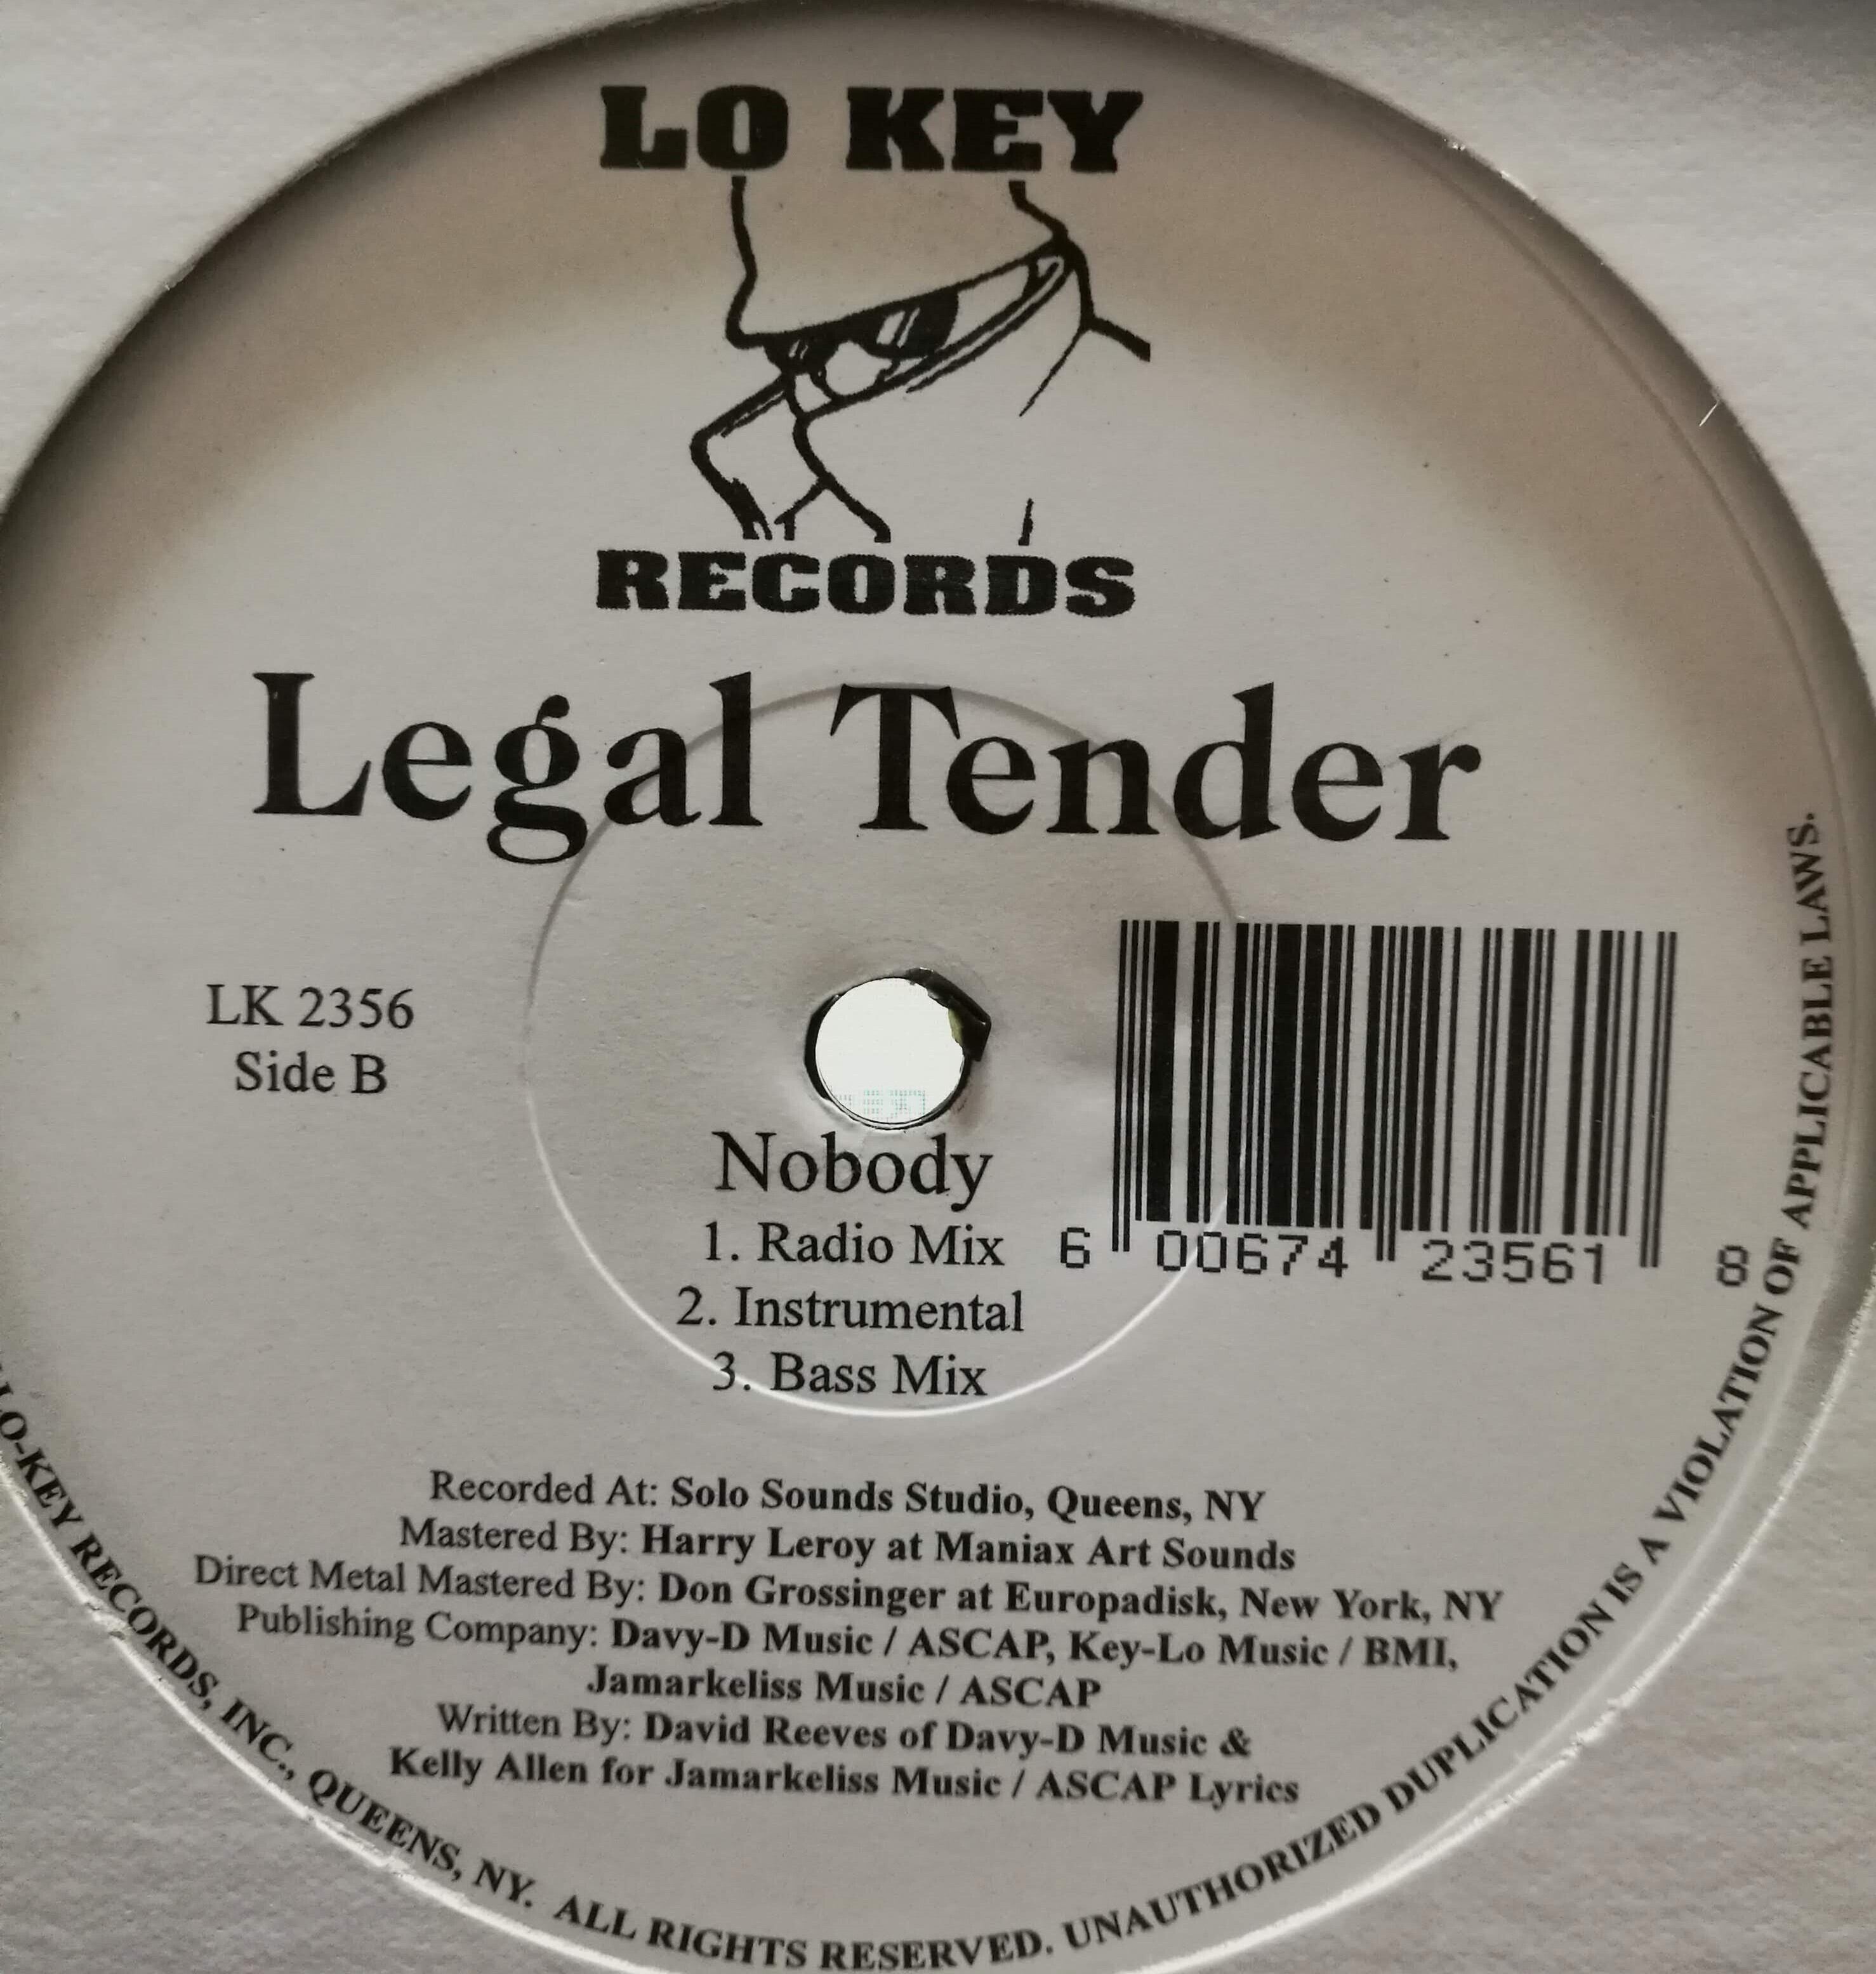 LO KEY
RECORDS
Legal Tender
LK 2356
Side B
Nobody
1. Radio Mix
2. Instrumental
3. Bass Mix
6 00674 23561 8
Recorded At: Solo Sounds Studio, Queens, NY
Mastered By: Harry Leroy at Maniax Art Sounds
Direct Metal Mastered By: Don Grossinger at Europadisk, New York, NY
Publishing Company: Davy-D Music / ASCAP, Key-Lo Music / BMI,
Jamarkeliss Music / ASCAP
Written By: David Reeves of Davy-D Music &
Kelly Allen for Jamarkeliss Music / ASCAP Lyrics
LO-KEY RECORDS, INC., QUEENS, NY. ALL RIGHTS RESERVED. UNAUTHORIZED DUPLICATION IS A VIOLATION OF APPLICABLE LAWS.